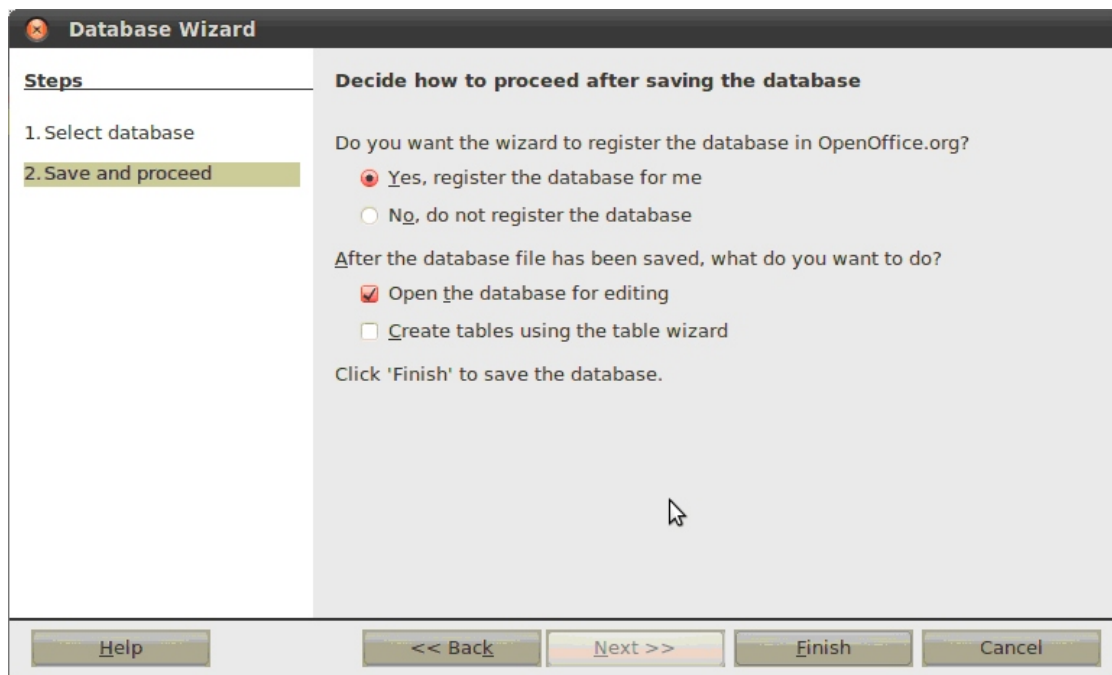 Database Wizard
Steps
1. Select database
2. Save and proceed
Decide how to proceed after saving the database
Do you want the wizard to register the database in OpenOffice.org?
Yes, register the database for me
No, do not register the database
After the database file has been saved, what do you want to do?
Open the database for editing
Create tables using the table wizard
Click 'Finish' to save the database.
Help
<< Back
Next >>
Finish
Cancel